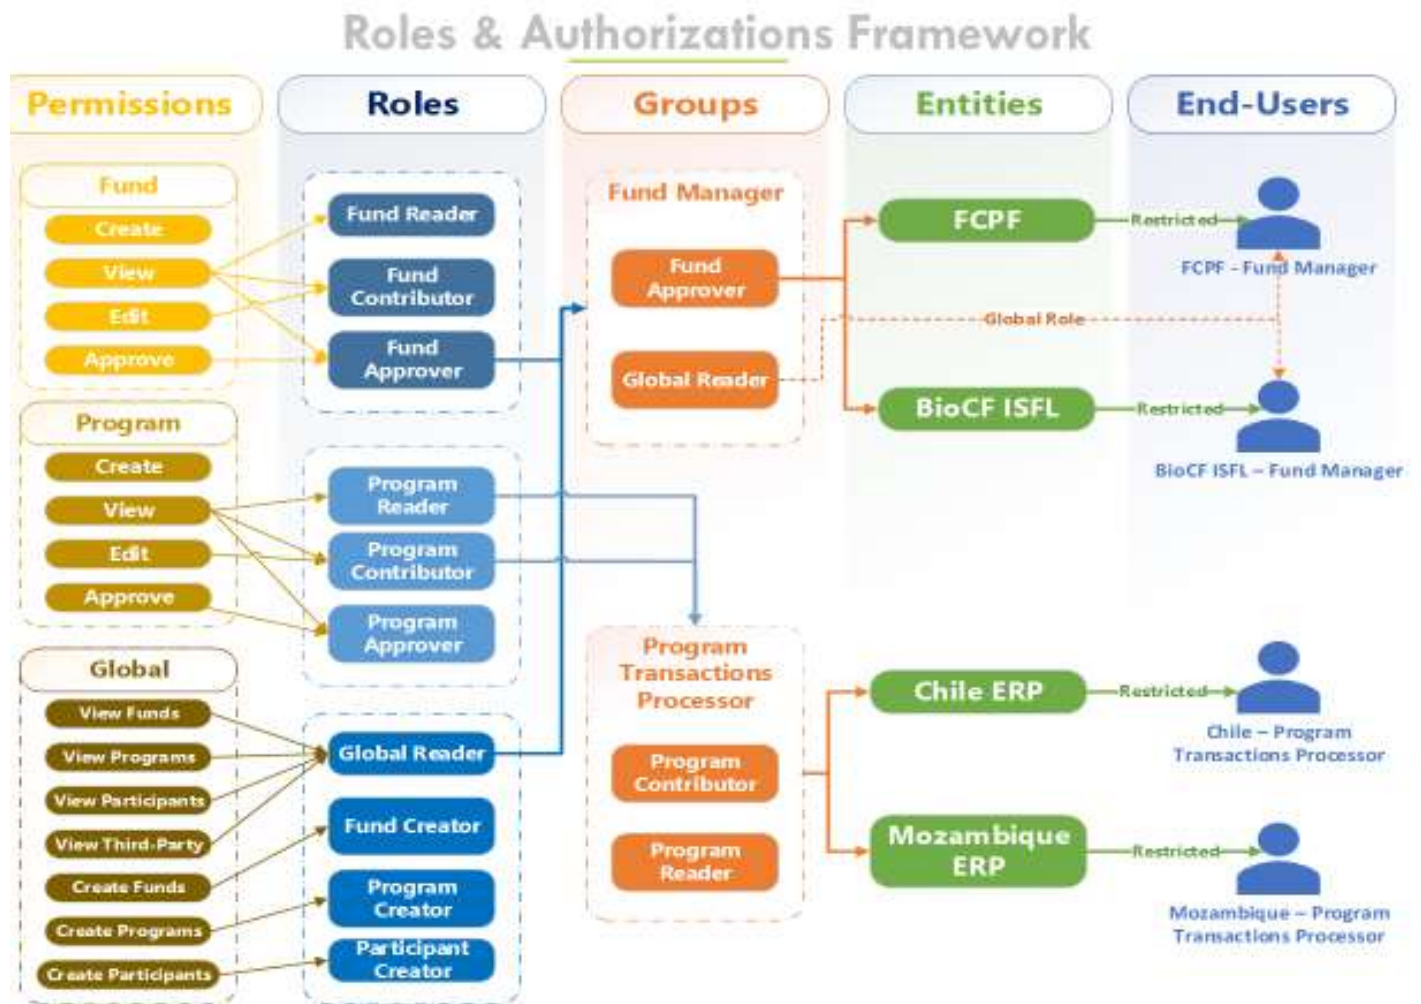 Roles & Authorizations Framework
Permissions
Roles
Groups
Entities
End-Users
Fund
Create
View
Edit
Approve
Program
Create
View
Edit
Approve
Global
View Funds
View Programs
View Participants
View Third-Party
Create Funds
Create Programs
Create Participants
Fund Reader
Fund
Contributor
Fund
Approver
Program
Reader
Program
Contributor
Program
Approver
Global Reader
Fund Creator
Program
Creator
Participant
Creator
Fund Manager
Fund
Approver
Global Reader
Program
Transactions
Processor
Program
Contributor
Program
Reader
FCPF
Global Role
BioCF ISFL
Chile ERP
Mozambique
ERP
Restricted
FCPF - Fund Manager
Restricted
BioCF ISFL – Fund Manager
Restricted
Chile – Program
Transactions Processor
Restricted
Mozambique – Program
Transactions Processor